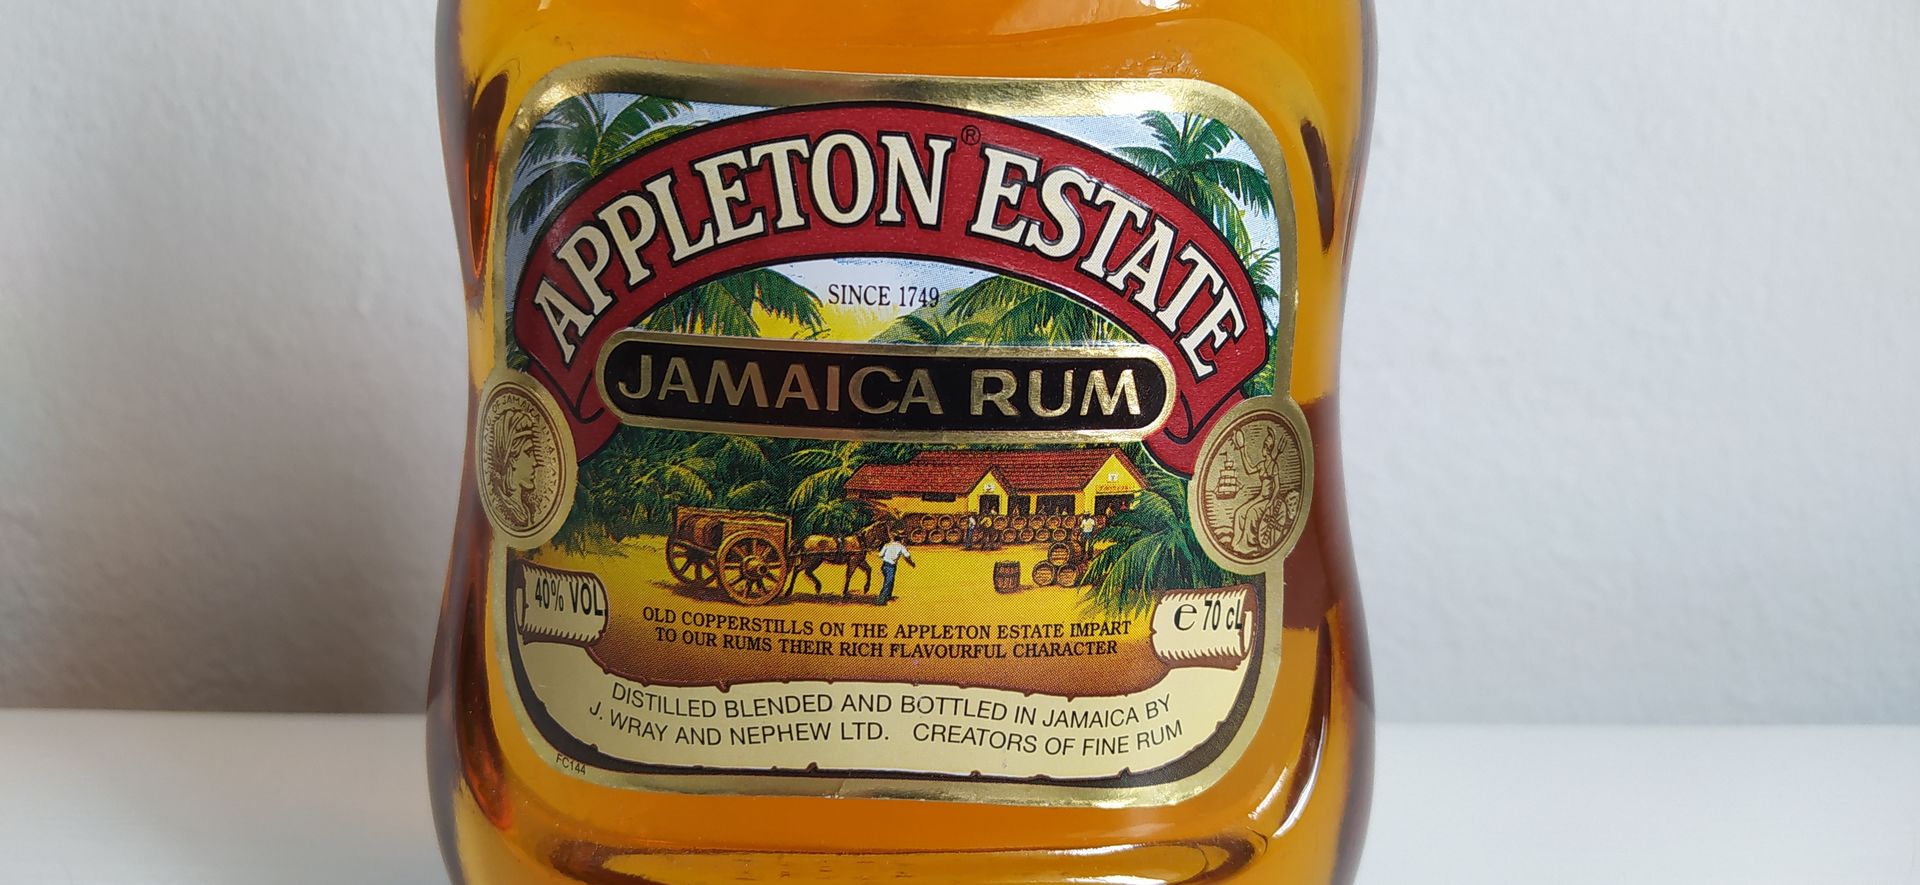 APPLETON® ESTATE
SINCE 1749
JAMAICA RUM
OF JAMAICA
40% VOL
e 70 cL
OLD COPPERSTILLS ON THE APPLETON ESTATE IMPART
TO OUR RUMS THEIR RICH FLAVOURFUL CHARACTER
DISTILLED BLENDED AND BOTTLED IN JAMAICA BY
J. WRAY AND NEPHEW LTD. CREATORS OF FINE RUM
FC144